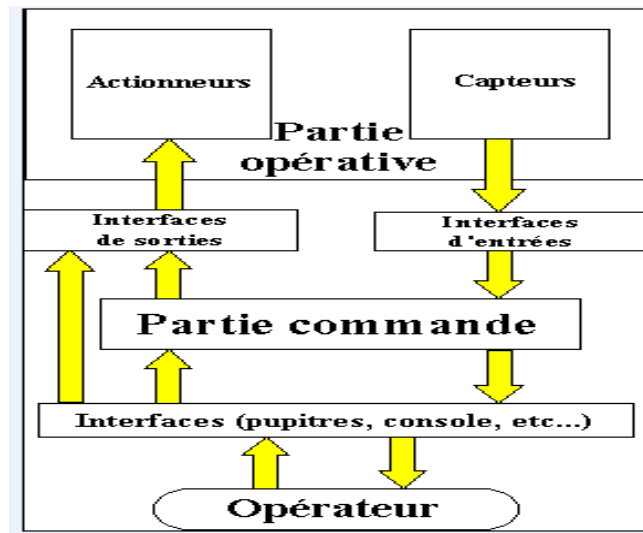 Actionneurs
Capteurs
Partie
opérative
Interfaces
de sorties
Interfaces
d'entrées
Partie commande
Interfaces (pupitres, console, etc...)
Opérateur